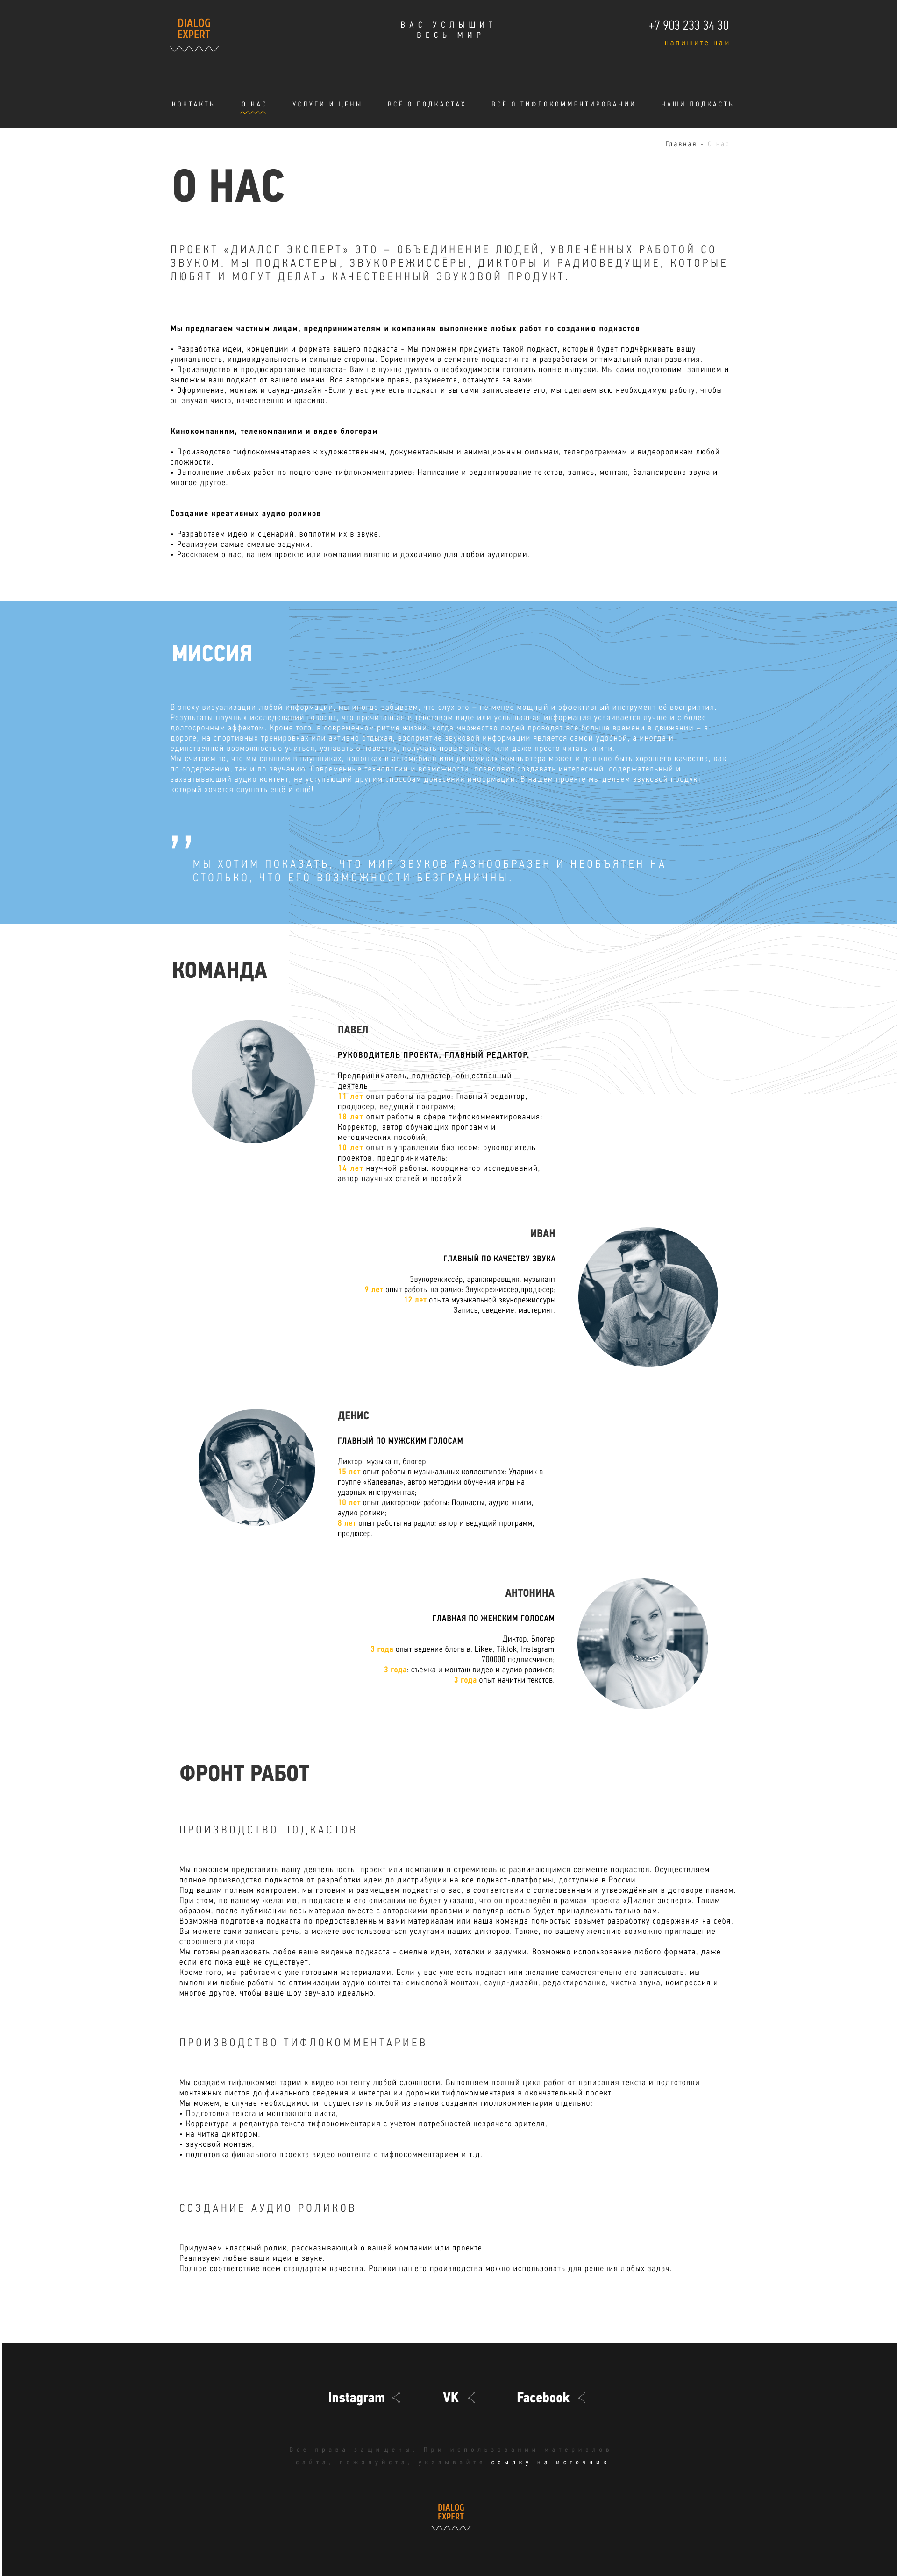 DIALOG
EXPERT
ВАС УСЛЫШИТ
ВЕСЬ МИР
+7 903 233 34 30
напишите нам
КОНТАКТЫ О НАС УСЛУГИ И ЦЕНЫ ВСЁ О ПОДКАСТАХ ВСЁ О ТИФЛОКОММЕНТИРОВАНИИ НАШИ ПОДКАСТЫ
Главная - О нас
О НАС
ПРОЕКТ «ДИАЛОГ ЭКСПЕРТ» ЭТО – ОБЪЕДИНЕНИЕ ЛЮДЕЙ, УВЛЕЧЁННЫХ РАБОТОЙ СО
ЗВУКОМ. МЫ ПОДКАСТЕРЫ, ЗВУКОРЕЖИССЁРЫ, ДИКТОРЫ И РАДИОВЕДУЩИЕ, КОТОРЫЕ
ЛЮБЯТ И МОГУТ ДЕЛАТЬ КАЧЕСТВЕННЫЙ ЗВУКОВОЙ ПРОДУКТ.
Мы предлагаем частным лицам, предпринимателям и компаниям выполнение любых работ по созданию подкастов
• Разработка идеи, концепции и формата вашего подкаста - Мы поможем придумать такой подкаст, который будет подчёркивать вашу
уникальность, индивидуальность и сильные стороны. Сориентируем в сегменте подкастинга и разработаем оптимальный план развития.
• Производство и продюсирование подкаста- Вам не нужно думать о необходимости готовить новые выпуски. Мы сами подготовим, запишем и
выложим ваш подкаст от вашего имени. Все авторские права, разумеется, останутся за вами.
• Оформление, монтаж и саунд-дизайн -Если у вас уже есть подкаст и вы сами записываете его, мы сделаем всю необходимую работу, чтобы
он звучал чисто, качественно и красиво.
Кинокомпаниям, телекомпаниям и видео блогерам
• Производство тифлокомментариев к художественным, документальным и анимационным фильмам, телепрограммам и видеороликам любой
сложности.
• Выполнение любых работ по подготовке тифлокомментариев: Написание и редактирование текстов, запись, монтаж, балансировка звука и
многое другое.
Создание креативных аудио роликов
• Разработаем идею и сценарий, воплотим их в звуке.
• Реализуем самые смелые задумки.
• Расскажем о вас, вашем проекте или компании внятно и доходчиво для любой аудитории.
МИССИЯ
В эпоху визуализации любой информации, мы иногда забываем, что слух это – не менее мощный и эффективный инструмент её восприятия.
Результаты научных исследований говорят, что прочитанная в текстовом виде или услышанная информация усваивается лучше и с более
долгосрочным эффектом. Кроме того, в современном ритме жизни, когда множество людей проводят всё больше времени в движении – в
дороге, на спортивных тренировках или активно отдыхая, восприятие звуковой информации является самой удобной, а иногда и
единственной возможностью учиться, узнавать о новостях, получать новые знания или даже просто читать книги.
Мы считаем то, что мы слышим в наушниках, колонках в автомобиля или динамиках компьютера может и должно быть хорошего качества, как
по содержанию, так и по звучанию. Современные технологии и возможности, позволяют создавать интересный, содержательный и
захватывающий аудио контент, не уступающий другим способам донесения информации. В нашем проекте мы делаем звуковой продукт
который хочется слушать ещё и ещё!
,,
МЫ ХОТИМ ПОКАЗАТЬ, ЧТО МИР ЗВУКОВ РАЗНООБРАЗЕН И НЕОБЪЯТЕН НА
СТОЛЬКО, ЧТО ЕГО ВОЗМОЖНОСТИ БЕЗГРАНИЧНЫ.
КОМАНДА
ПАВЕЛ
РУКОВОДИТЕЛЬ ПРОЕКТА, ГЛАВНЫЙ РЕДАКТОР.
Предприниматель, подкастер, общественный
деятель
11 лет опыт работы на радио: Главный редактор,
продюсер, ведущий программ;
18 лет опыт работы в сфере тифлокомментирования:
Корректор, автор обучающих программ и
методических пособий;
10 лет опыт в управлении бизнесом: руководитель
проектов, предприниматель;
14 лет научной работы: координатор исследований,
автор научных статей и пособий.
ИВАН
ГЛАВНЫЙ ПО КАЧЕСТВУ ЗВУКА
Звукорежиссёр, аранжировщик, музыкант
9 лет опыт работы на радио: Звукорежиссёр,продюсер;
12 лет опыта музыкальной звукорежиссуры
Запись, сведение, мастеринг.
ДЕНИС
ГЛАВНЫЙ ПО МУЖСКИМ ГОЛОСАМ
Диктор, музыкант, блогер
15 лет опыт работы в музыкальных коллективах: Ударник в
группе «Калевала», автор методики обучения игры на
ударных инструментах;
10 лет опыт дикторской работы: Подкасты, аудио книги,
аудио ролики;
8 лет опыт работы на радио: автор и ведущий программ,
продюсер.
АНТОНИНА
ГЛАВНАЯ ПО ЖЕНСКИМ ГОЛОСАМ
Диктор, Блогер
3 года опыт ведение блога в: Likee, Tiktok, Instagram
700000 подписчиков;
3 года: съёмка и монтаж видео и аудио роликов;
3 года опыт начитки текстов.
ФРОНТ РАБОТ
ПРОИЗВОДСТВО ПОДКАСТОВ
Мы поможем представить вашу деятельность, проект или компанию в стремительно развивающимся сегменте подкастов. Осуществляем
полное производство подкастов от разработки идеи до дистрибуции на все подкаст-платформы, доступные в России.
Под вашим полным контролем, мы готовим и размещаем подкасты о вас, в соответствии с согласованным и утверждённым в договоре планом.
При этом, по вашему желанию, в подкасте и его описании не будет указано, что он произведён в рамках проекта «Диалог эксперт». Таким
образом, после публикации весь материал вместе с авторскими правами и популярностью будет принадлежать только вам.
Возможна подготовка подкаста по предоставленным вами материалам или наша команда полностью возьмёт разработку содержания на себя.
Вы можете сами записать речь, а можете воспользоваться услугами наших дикторов. Также, по вашему желанию возможно приглашение
стороннего диктора.
Мы готовы реализовать любое ваше виденье подкаста - смелые идеи, хотелки и задумки. Возможно использование любого формата, даже
если его пока ещё не существует.
Кроме того, мы работаем с уже готовыми материалами. Если у вас уже есть подкаст или желание самостоятельно его записывать, мы
выполним любые работы по оптимизации аудио контента: смысловой монтаж, саунд-дизайн, редактирование, чистка звука, компрессия и
многое другое, чтобы ваше шоу звучало идеально.
ПРОИЗВОДСТВО ТИФЛОКОММЕНТАРИЕВ
Мы создаём тифлокомментарии к видео контенту любой сложности. Выполняем полный цикл работ от написания текста и подготовки
монтажных листов до финального сведения и интеграции дорожки тифлокомментария в окончательный проект.
Мы можем, в случае необходимости, осуществить любой из этапов создания тифлокомментария отдельно:
• Подготовка текста и монтажного листа,
• Корректура и редактура текста тифлокомментария с учётом потребностей незрячего зрителя,
• на читка диктором,
• звуковой монтаж,
• подготовка финального проекта видео контента с тифлокомментарием и т.д.
СОЗДАНИЕ АУДИО РОЛИКОВ
Придумаем классный ролик, рассказывающий о вашей компании или проекте.
Реализуем любые ваши идеи в звуке.
Полное соответствие всем стандартам качества. Ролики нашего производства можно использовать для решения любых задач.
Instagram VK Facebook
Все права защищены. При использовании материалов
сайта, пожалуйста, указывайте ссылку на источник
DIALOG
EXPERT